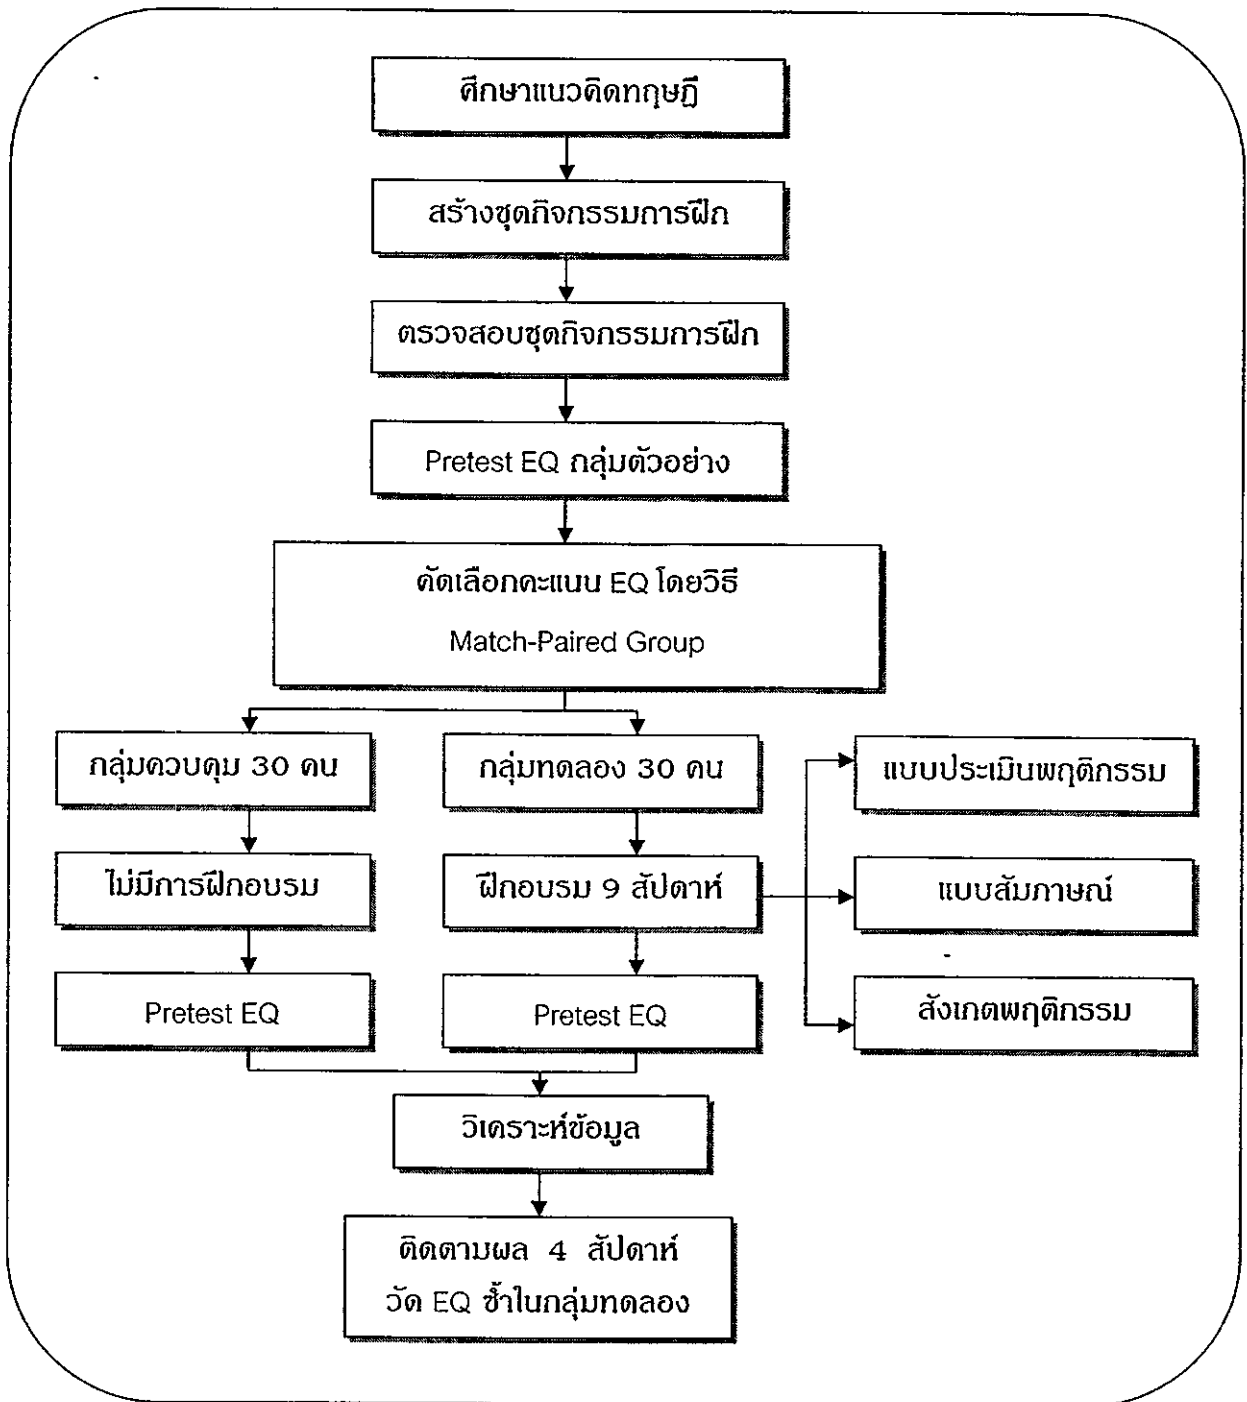 ศึกษาแนวคิดทฤษฎี
สร้างชุดกิจกรรมการฝึก
ตรวจสอบชุดกิจกรรมการฝึก
Pretest EQ กลุ่มตัวอย่าง
คัดเลือกคะแนน EQ โดยวิธี
Match-Paired Group
กลุ่มควบคุม 30 คน
กลุ่มทดลอง 30 คน
แบบประเมินพฤติกรรม
ไม่มีการฝึกอบรม
ฝึกอบรม 9 สัปดาห์
แบบสัมภาษณ์
Pretest EQ
Pretest EQ
สังเกตพฤติกรรม
วิเคราะห์ข้อมูล
ติดตามผล 4 สัปดาห์
วัด EQ ซ้ำในกลุ่มทดลอง